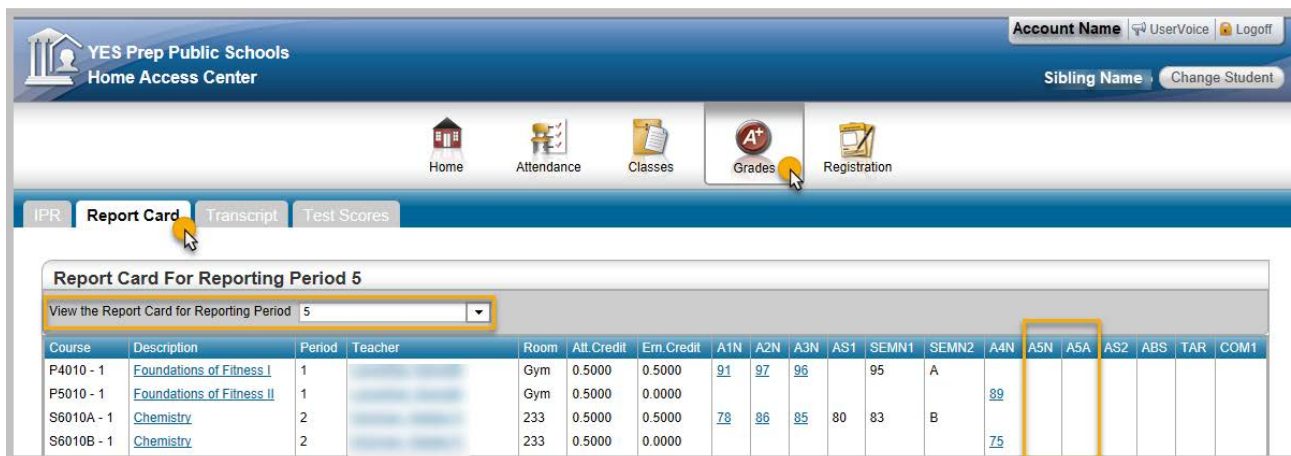 Account Name UserVoice Logoff
YES Prep Public Schools
Home Access Center
Sibling Name Change Student
Home Attendance Classes Grades Registration
IPR Report Card Transcript Test Scores
Report Card For Reporting Period 5
View the Report Card for Reporting Period 5
Course Description Period Teacher Room Att.Credit Ern.Credit A1N A2N A3N AS1 SEMN1 SEMN2 A4N A5N A5A AS2 ABS TAR COM1
P4010 - 1 Foundations of Fitness I 1 Gym 0.5000 0.5000 91 97 96 95 A
P5010 - 1 Foundations of Fitness II 1 Gym 0.5000 0.0000 89
S6010A - 1 Chemistry 2 233 0.5000 0.5000 78 86 85 80 83 B
S6010B - 1 Chemistry 2 233 0.5000 0.0000 75